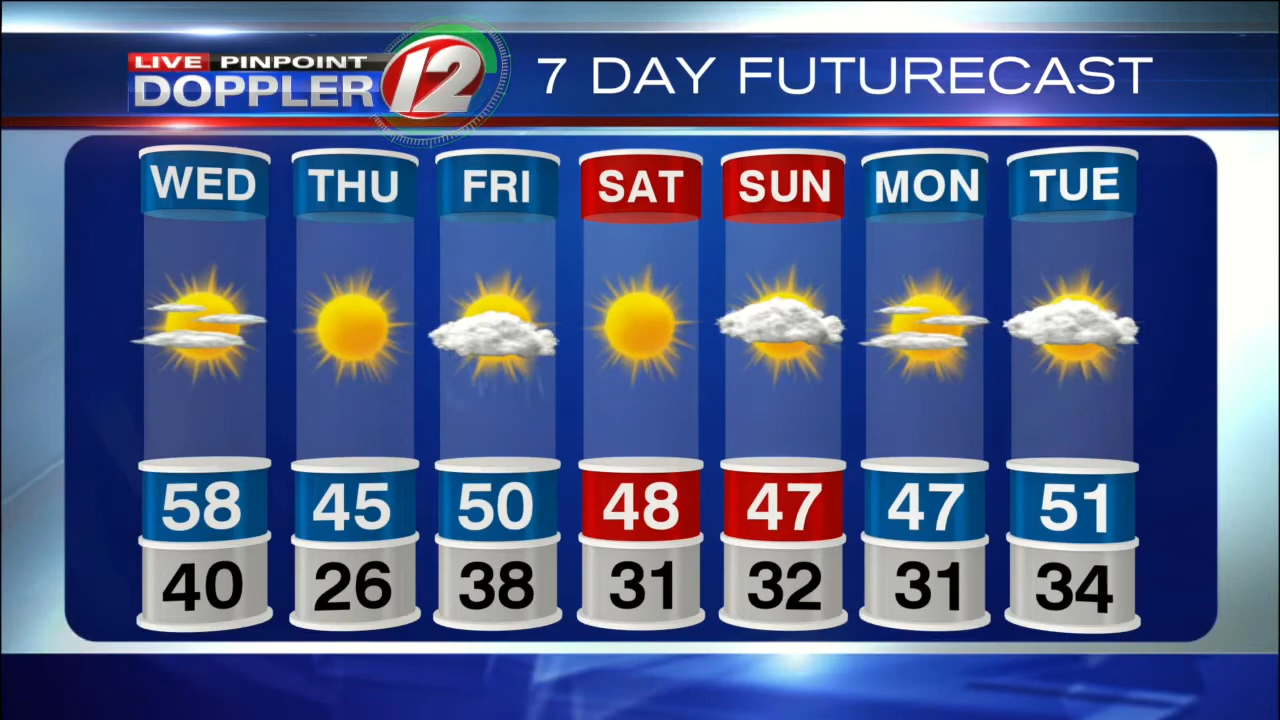 LIVE PINPOINT
DOPPLER 12
7 DAY FUTURECAST
WED THU FRI SAT SUN MON TUE
58 45 50 48 47 47 51
40 26 38 31 32 31 34